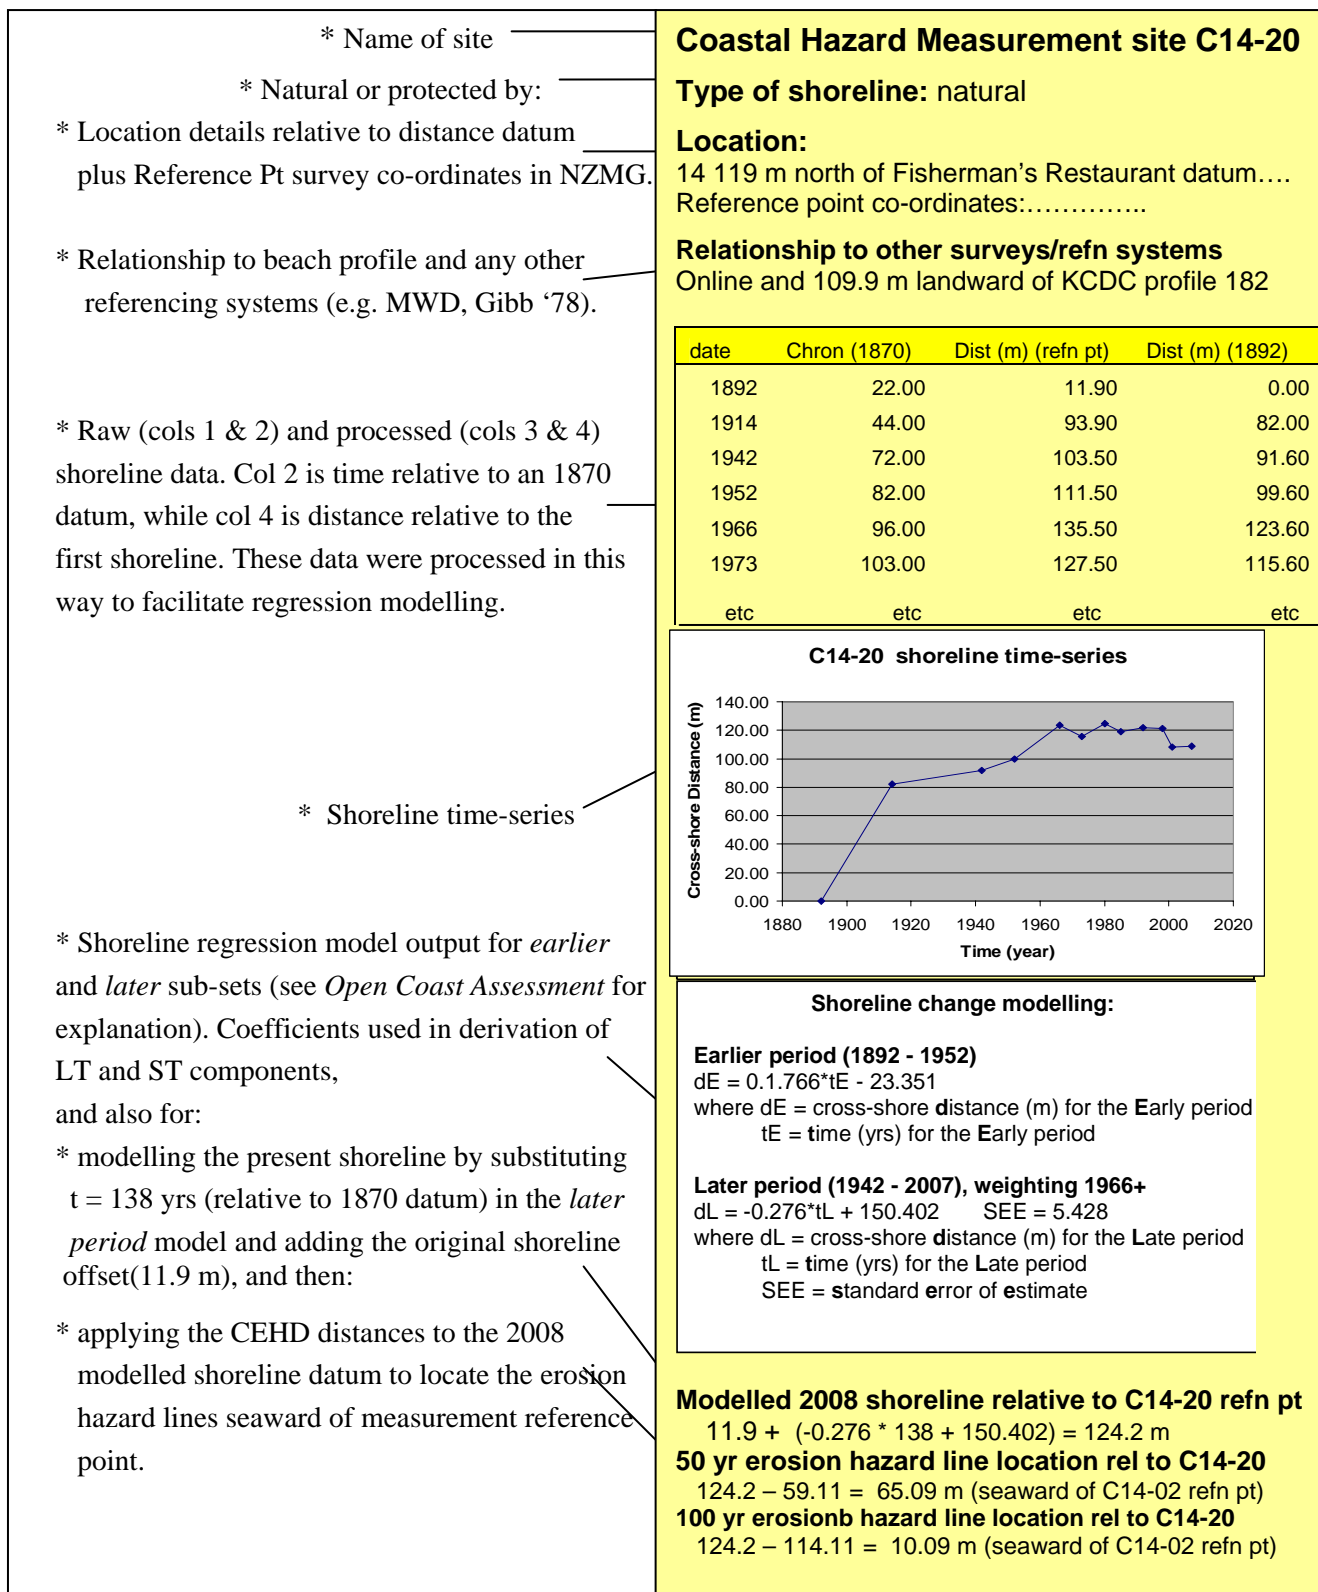 * Name of site
* Natural or protected by:
* Location details relative to distance datum
plus Reference Pt survey co-ordinates in NZMG.
* Relationship to beach profile and any other
referencing systems (e.g. MWD, Gibb ‘78).
* Raw (cols 1 & 2) and processed (cols 3 & 4)
shoreline data. Col 2 is time relative to an 1870
datum, while col 4 is distance relative to the
first shoreline. These data were processed in this
way to facilitate regression modelling.
* Shoreline time-series
* Shoreline regression model output for earlier
and later sub-sets (see Open Coast Assessment for
explanation). Coefficients used in derivation of
LT and ST components,
and also for:
* modelling the present shoreline by substituting
t = 138 yrs (relative to 1870 datum) in the later
period model and adding the original shoreline
offset(11.9 m), and then:
* applying the CEHD distances to the 2008
modelled shoreline datum to locate the erosion
hazard lines seaward of measurement reference
point.
Coastal Hazard Measurement site C14-20
Type of shoreline: natural
Location:
14 119 m north of Fisherman’s Restaurant datum….
Reference point co-ordinates:…………..
Relationship to other surveys/refn systems
Online and 109.9 m landward of KCDC profile 182
date Chron (1870) Dist (m) (refn pt) Dist (m) (1892)
1892 22.00 11.90 0.00
1914 44.00 93.90 82.00
1942 72.00 103.50 91.60
1952 82.00 111.50 99.60
1966 96.00 135.50 123.60
1973 103.00 127.50 115.60
etc etc etc etc
C14-20 shoreline time-series
Cross-shore Distance (m)
140.00
120.00
100.00
80.00
60.00
40.00
20.00
0.00
1880 1900 1920 1940 1960 1980 2000 2020
Time (year)
Shoreline change modelling:
Earlier period (1892 - 1952)
dE = 0.1.766*tE - 23.351
where dE = cross-shore distance (m) for the Early period
tE = time (yrs) for the Early period
Later period (1942 - 2007), weighting 1966+
dL = -0.276*tL + 150.402 SEE = 5.428
where dL = cross-shore distance (m) for the Late period
tL = time (yrs) for the Late period
SEE = standard error of estimate
Modelled 2008 shoreline relative to C14-20 refn pt
11.9 + (-0.276 * 138 + 150.402) = 124.2 m
50 yr erosion hazard line location rel to C14-20
124.2 – 59.11 = 65.09 m (seaward of C14-02 refn pt)
100 yr erosionb hazard line location rel to C14-20
124.2 – 114.11 = 10.09 m (seaward of C14-02 refn pt)